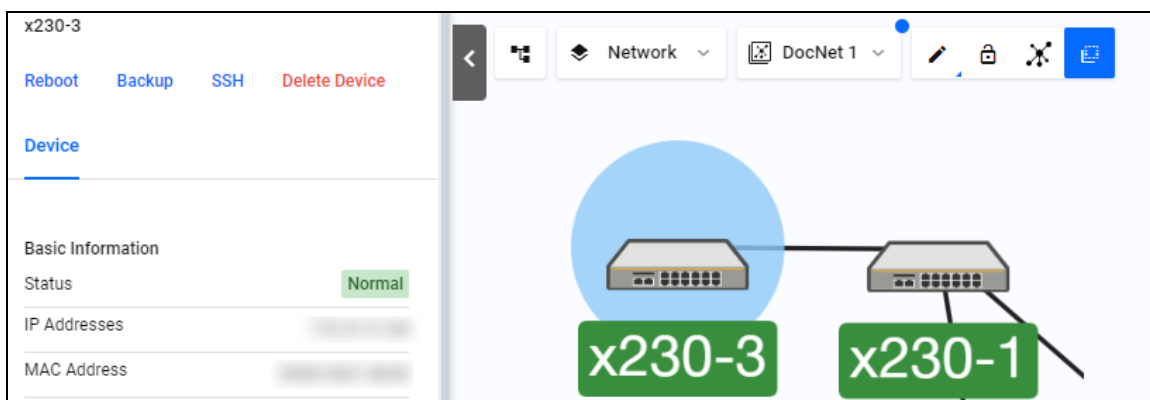 x230-3
Reboot Backup SSH Delete Device
Device
Basic Information
Status Normal
IP Addresses
MAC Address
Network
DocNet 1
x230-3
x230-1